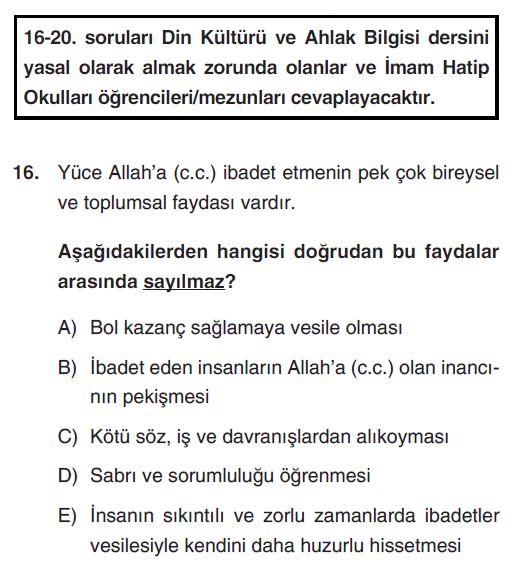 16-20. soruları Din Kültürü ve Ahlak Bilgisi dersini
yasal olarak almak zorunda olanlar ve İmam Hatip
Okulları öğrencileri/mezunları cevaplayacaktır.
16. Yüce Allah'a (c.c.) ibadet etmenin pek çok bireysel
ve toplumsal faydası vardır.
Aşağıdakilerden hangisi doğrudan bu faydalar
arasında sayılmaz?
A) Bol kazanç sağlamaya vesile olması
B) İbadet eden insanların Allah'a (c.c.) olan inancı-
nın pekişmesi
C) Kötü söz, iş ve davranışlardan alıkoyması
D) Sabrı ve sorumluluğu öğrenmesi
E) İnsanın sıkıntılı ve zorlu zamanlarda ibadetler
vesilesiyle kendini daha huzurlu hissetmesi